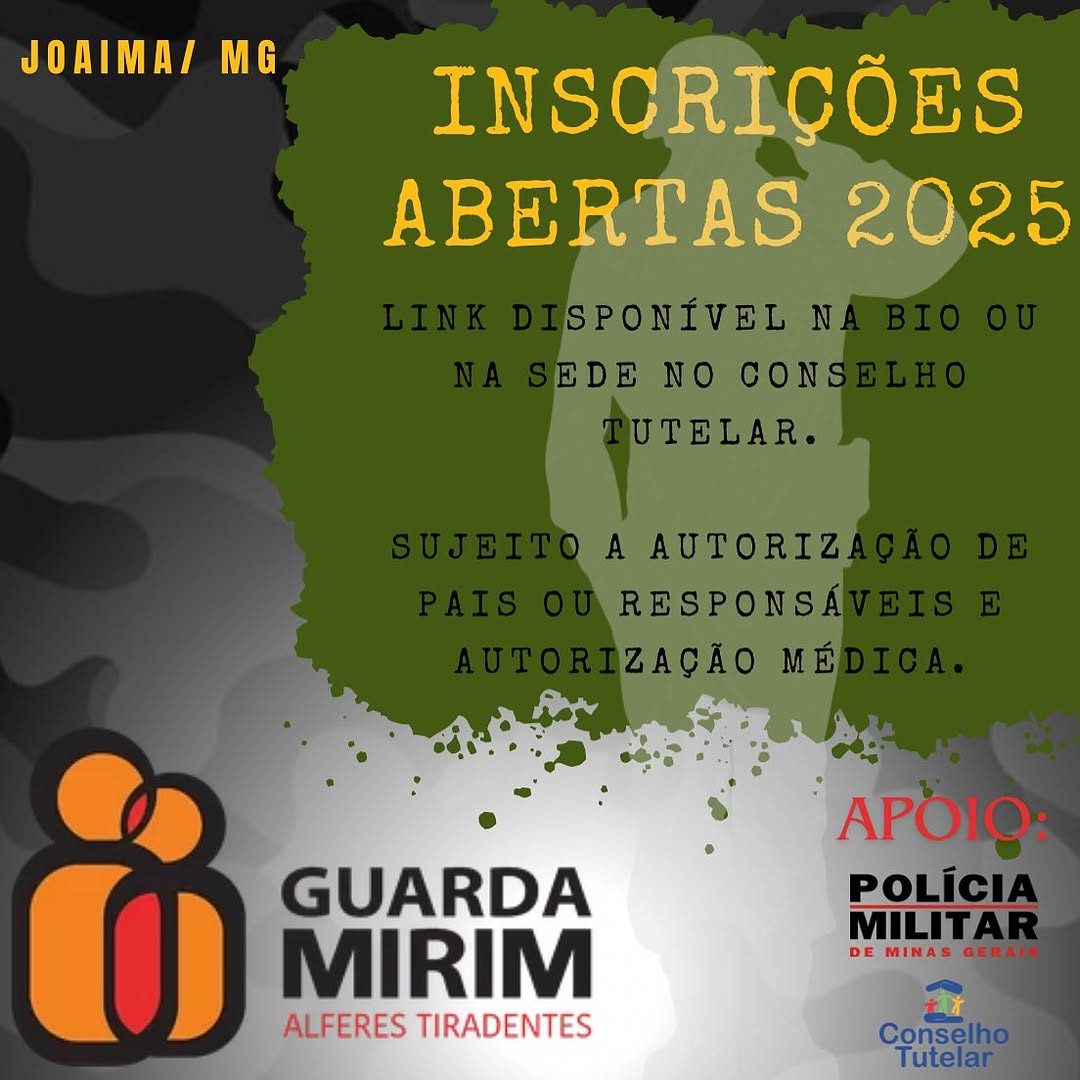 JOAIMA/ MG
INSCRIÇÕES
ABERTAS 2025
LINK DISPONÍVEL NA BIO OU
NA SEDE NO CONSELHO
TUTELAR.
SUJEITO A AUTORIZAÇÃO DE
PAIS OU RESPONSÁVEIS E
AUTORIZAÇÃO MÉDICA.
GUARDA
MIRIM
ALFERES TIRADENTES
APOIO:
POLÍCIA
MILITAR
DE MINAS GERAIS
Conselho
Tutelar